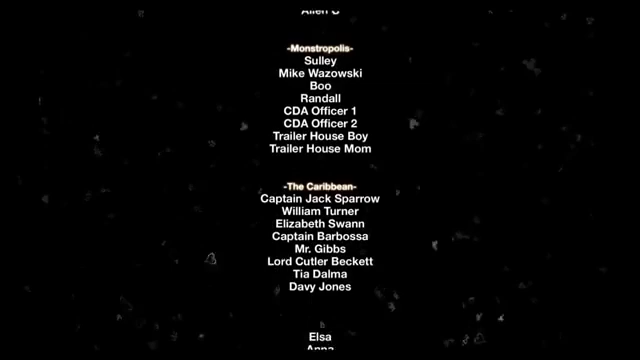 -Monstropolis-
Sulley
Mike Wazowski
Boo
Randall
CDA Officer 1
CDA Officer 2
Trailer House Boy
Trailer House Mom
-The Caribbean-
Captain Jack Sparrow
William Turner
Elizabeth Swann
Captain Barbossa
Mr. Gibbs
Lord Cutler Beckett
Tia Dalma
Davy Jones
Elsa
Anna